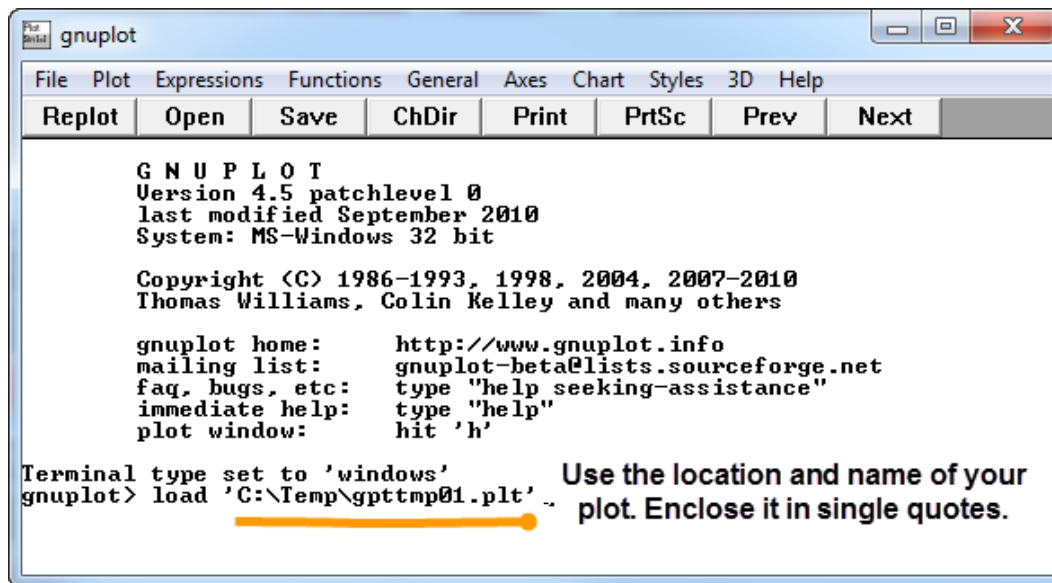 gnuplot
File Plot Expressions Functions General Axes Chart Styles 3D Help
Replot Open Save ChDir Print PrtSc Prev Next
G N U P L O T
Version 4.5 patchlevel 0
last modified September 2010
System: MS-Windows 32 bit
Copyright (C) 1986-1993, 1998, 2004, 2007-2010
Thomas Williams, Colin Kelley and many others
gnuplot home: http://www.gnuplot.info
mailing list: gnuplot-beta@lists.sourceforge.net
faq, bugs, etc: type "help seeking-assistance"
immediate help: type "help"
plot window: hit 'h'
Terminal type set to 'windows'
gnuplot> load 'C:\Temp\gpttmp01.plt'
Use the location and name of your
plot. Enclose it in single quotes.